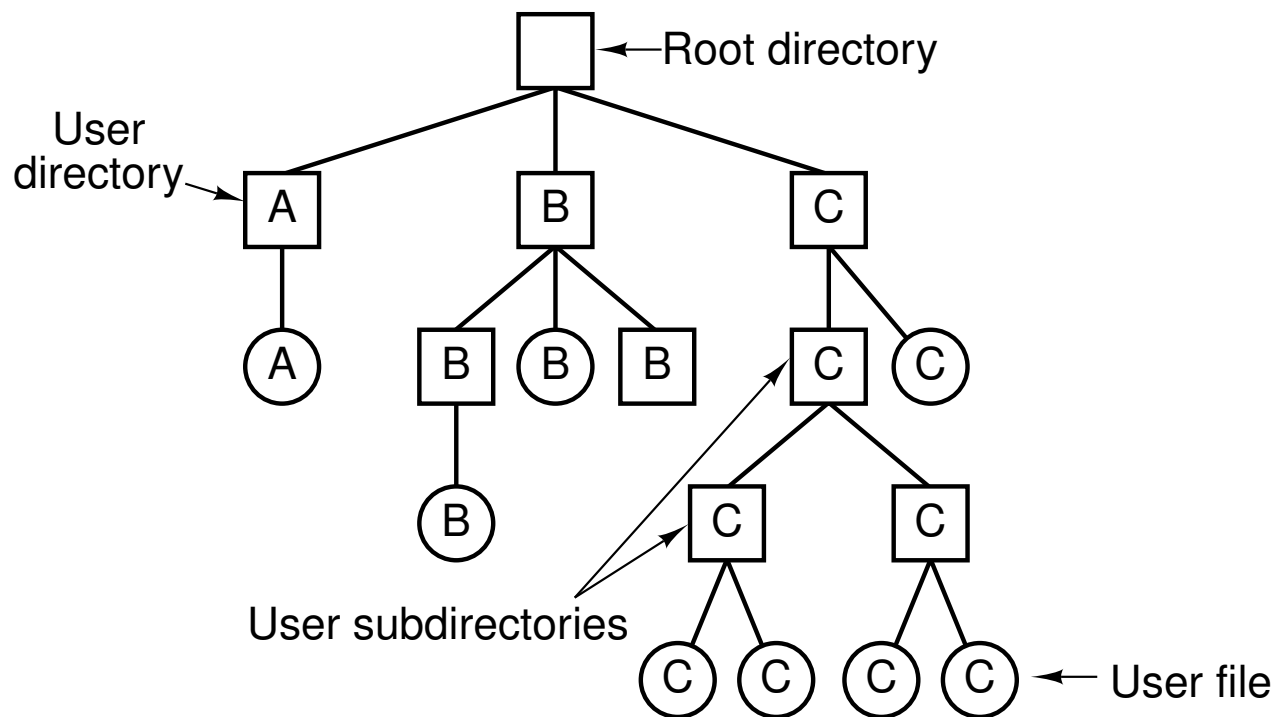 Root directory
User
directory
A
B
C
A
B
B
B
C
C
B
C
C
User subdirectories
C
C
C
C
User file